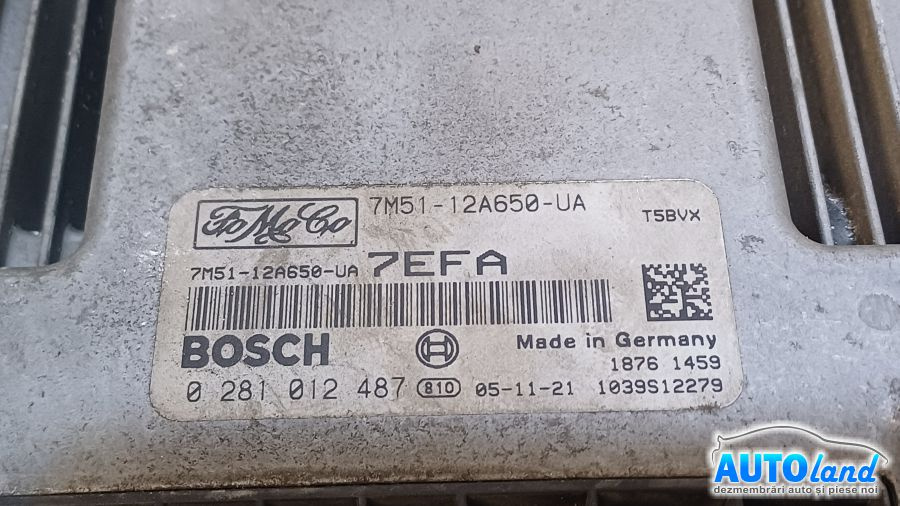 FoMoCo 7M51-12A650-UA T5BVX
7M51-12A650-UA 7EFA
BOSCH Made in Germany
1876 1459
0 281 012 487 810 05-11-21 1039S12279
AUTOland
dezmembrări auto și piese noi